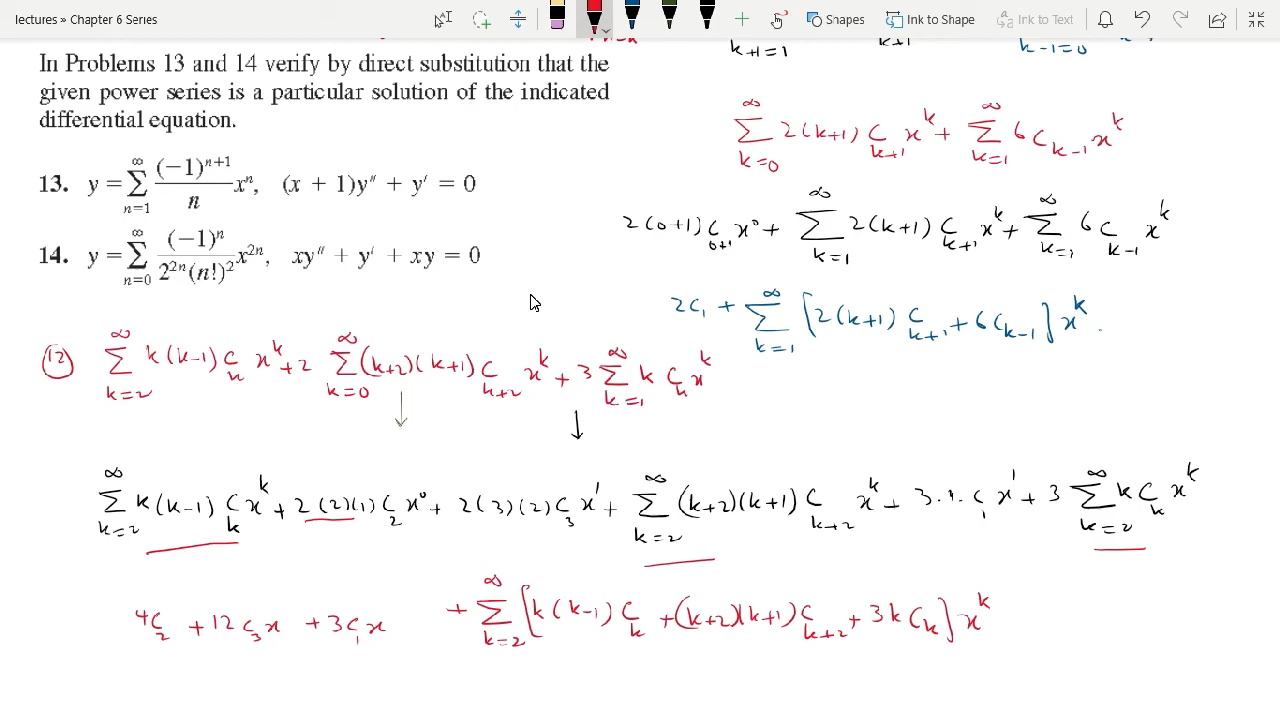 lectures » Chapter 6 Series
Shapes Ink to Shape Ink to Text
k+1=1 k+1 k-1=0
In Problems 13 and 14 verify by direct substitution that the
given power series is a particular solution of the indicated
differential equation.
13. y = ∑_{n=1}^{∞} (−1)^{n+1}/n x^n, (x + 1)y″ + y′ = 0
14. y = ∑_{n=0}^{∞} (−1)^n/(2^{2n}(n!)^2) x^{2n}, xy″ + y′ + xy = 0
∑_{k=0}^{∞} 2(k+1) C_{k+1} x^k + ∑_{k=1}^{∞} 6 C_{k-1} x^k
2(0+1) C_{0+1} x^0 + ∑_{k=1}^{∞} 2(k+1) C_{k+1} x^k + ∑_{k=1}^{∞} 6 C_{k-1} x^k
2C_1 + ∑_{k=1}^{∞} [2(k+1) C_{k+1} + 6 C_{k-1}] x^k.
(12) ∑_{k=2}^{∞} k(k-1) C_k x^k + 2 ∑_{k=0}^{∞} (k+2)(k+1) C_{k+2} x^k + 3 ∑_{k=1}^{∞} k C_k x^k
∑_{k=2}^{∞} k(k-1) C_k x^k + 2(2)(1) C_2 x^0 + 2(3)(2) C_3 x^1 + ∑_{k=2}^{∞} (k+2)(k+1) C_{k+2} x^k + 3.1. C_1 x^1 + 3 ∑_{k=2}^{∞} k C_k x^k
4C_2 + 12 C_3 x + 3 C_1 x + ∑_{k=2}^{∞} [k(k-1) C_k + (k+2)(k+1) C_{k+2} + 3k C_k] x^k